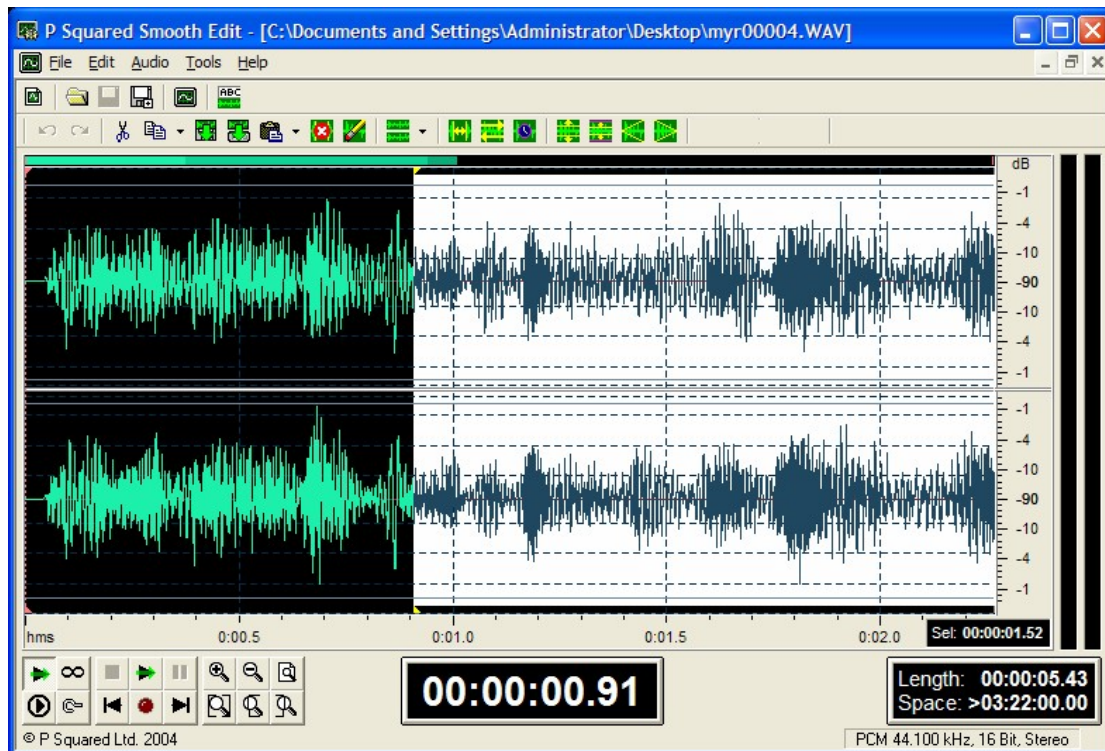 P Squared Smooth Edit - [C:\Documents and Settings\Administrator\Desktop\myr00004.WAV]
File Edit Audio Tools Help
ABC
dB
-1
-4
-10
-90
-10
-4
-1
-1
-4
-10
-90
-10
-4
-1
hms 0:00.5 0:01.0 0:01.5 0:02.0 Sel: 00:00:01.52
00:00:00.91
Length: 00:00:05.43
Space: >03:22:00.00
© P Squared Ltd. 2004 PCM 44.100 kHz, 16 Bit, Stereo